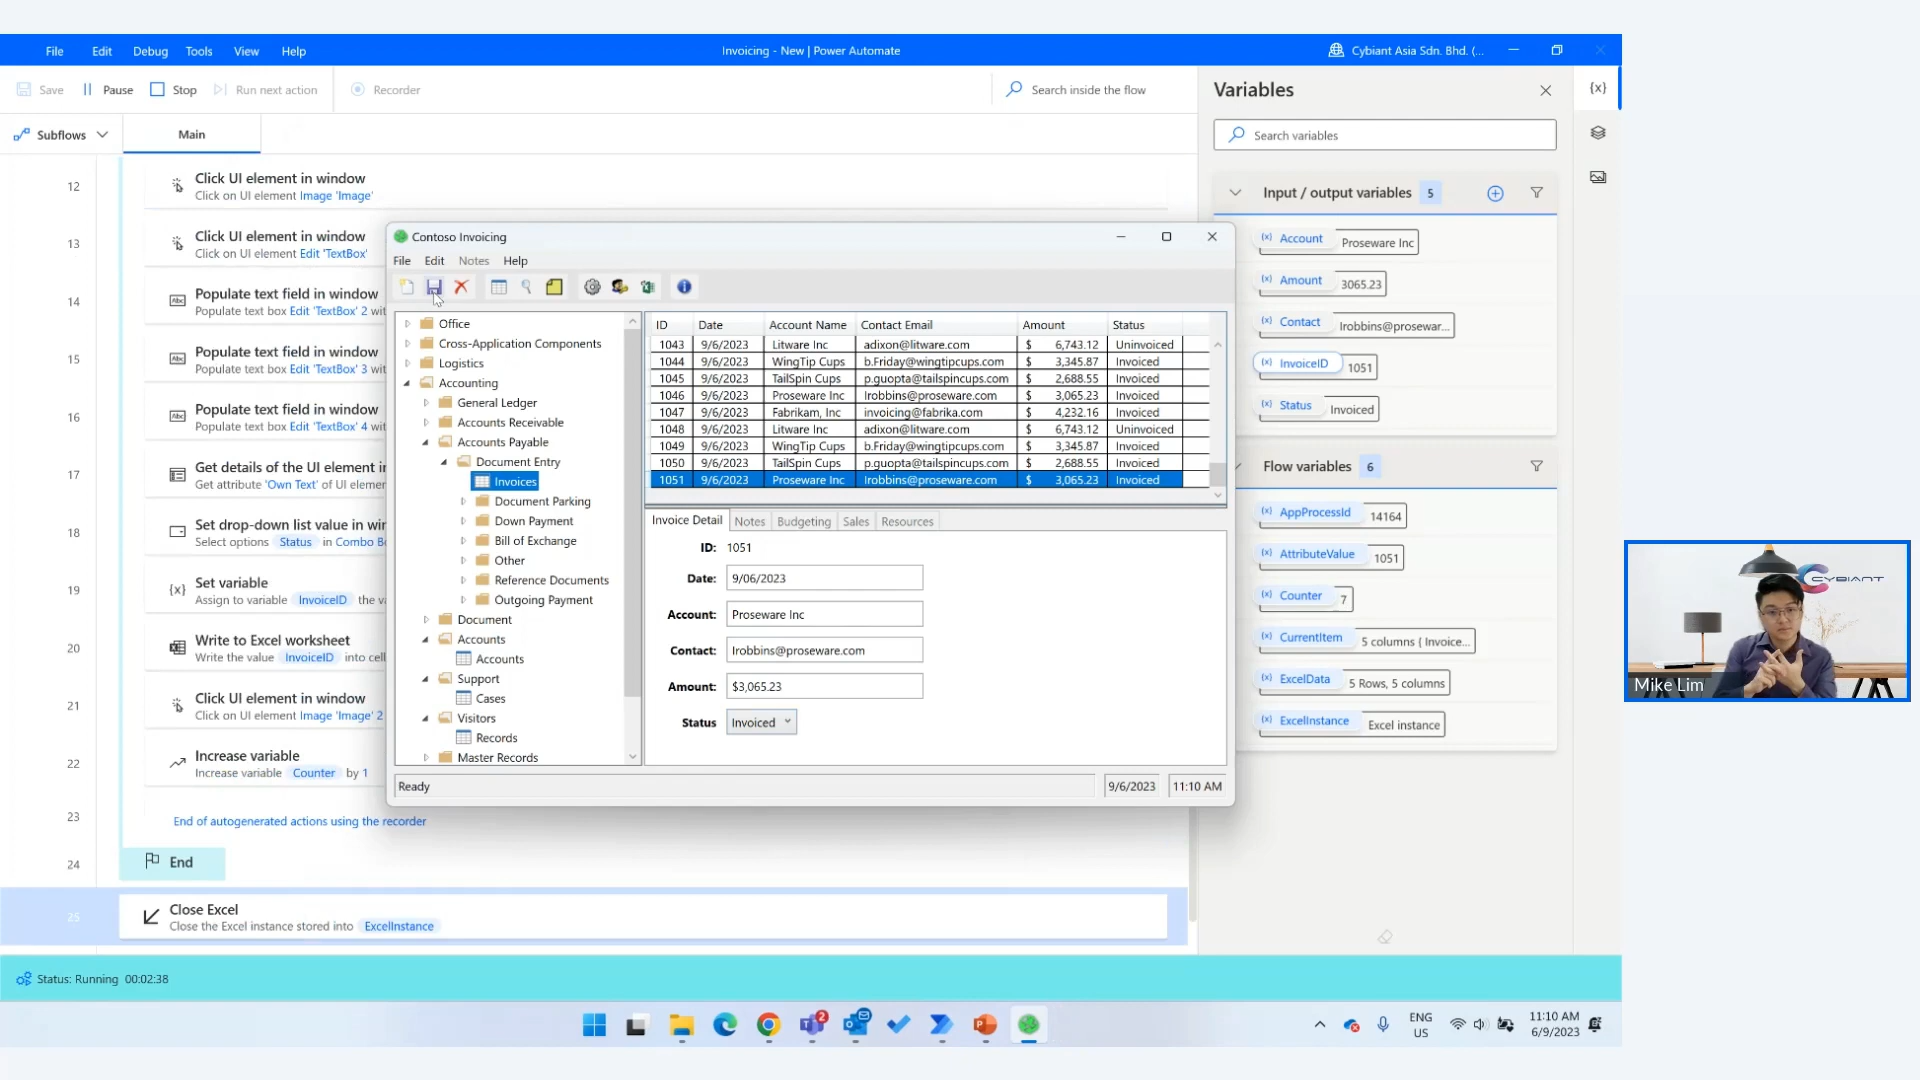 File Edit Debug Tools View Help
Invoicing - New | Power Automate
Cybiant Asia Sdn. Bhd. (...
Save Pause Stop Run next action Recorder
Search inside the flow
Subflows Main
12 Click UI element in window
Click on UI element Image 'Image'
13 Click UI element in window
Click on UI element Edit 'TextBox'
14 Populate text field in window
Populate text box Edit 'TextBox' 2 wit
15 Populate text field in window
Populate text box Edit 'TextBox' 3 wit
16 Populate text field in window
Populate text box Edit 'TextBox' 4 wit
17 Get details of the UI element i
Get attribute 'Own Text' of UI elemen
18 Set drop-down list value in wi
Select options Status in Combo B
19 Set variable
Assign to variable InvoiceID the va
20 Write to Excel worksheet
Write the value InvoiceID into cell
21 Click UI element in window
Click on UI element Image 'Image' 2
22 Increase variable
Increase variable Counter by 1
23 End of autogenerated actions using the recorder
24 End
25 Close Excel
Close the Excel instance stored into ExcelInstance
Status: Running 00:02:38
Contoso Invoicing
File Edit Notes Help
Office
Cross-Application Components
Logistics
Accounting
General Ledger
Accounts Receivable
Accounts Payable
Document Entry
Invoices
Document Parking
Down Payment
Bill of Exchange
Other
Reference Documents
Outgoing Payment
Document
Accounts
Accounts
Support
Cases
Visitors
Records
Master Records
ID Date Account Name Contact Email Amount Status
1043 9/6/2023 Litware Inc adixon@litware.com $ 6,743.12 Uninvoiced
1044 9/6/2023 WingTip Cups b.Friday@wingtipcups.com $ 3,345.87 Invoiced
1045 9/6/2023 TailSpin Cups p.guopta@tailspincups.com $ 2,688.55 Invoiced
1046 9/6/2023 Proseware Inc lrobbins@proseware.com $ 3,065.23 Invoiced
1047 9/6/2023 Fabrikam, Inc invoicing@fabrika.com $ 4,232.16 Invoiced
1048 9/6/2023 Litware Inc adixon@litware.com $ 6,743.12 Uninvoiced
1049 9/6/2023 WingTip Cups b.Friday@wingtipcups.com $ 3,345.87 Invoiced
1050 9/6/2023 TailSpin Cups p.guopta@tailspincups.com $ 2,688.55 Invoiced
1051 9/6/2023 Proseware Inc lrobbins@proseware.com $ 3,065.23 Invoiced
Invoice Detail Notes Budgeting Sales Resources
ID: 1051
Date: 9/06/2023
Account: Proseware Inc
Contact: lrobbins@proseware.com
Amount: $3,065.23
Status Invoiced
Ready 9/6/2023 11:10 AM
Variables
{x}
Search variables
Input / output variables 5
(x) Account Proseware Inc
(x) Amount 3065.23
(x) Contact lrobbins@prosewar...
(x) InvoiceID 1051
(x) Status Invoiced
Flow variables 6
(x) AppProcessId 14164
(x) AttributeValue 1051
(x) Counter 7
(x) CurrentItem 5 columns { Invoice...
(x) ExcelData 5 Rows, 5 columns
(x) ExcelInstance Excel instance
CYBIANT
Mike Lim
2
ENG
US
11:10 AM
6/9/2023